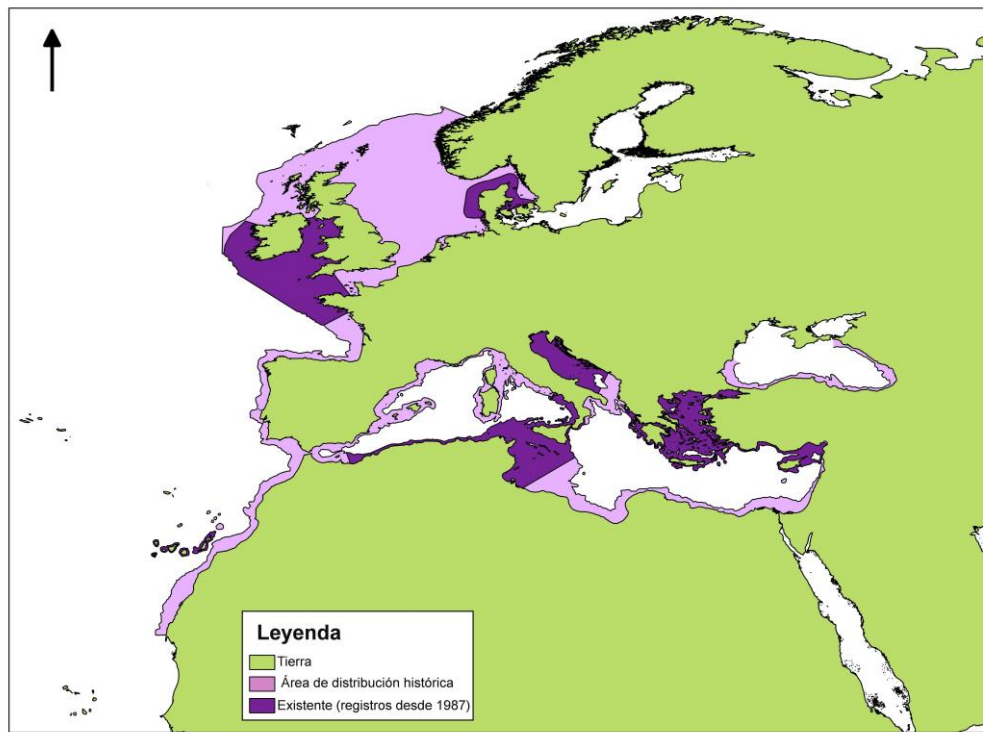 Leyenda
Tierra
Área de distribución histórica
Existente (registros desde 1987)